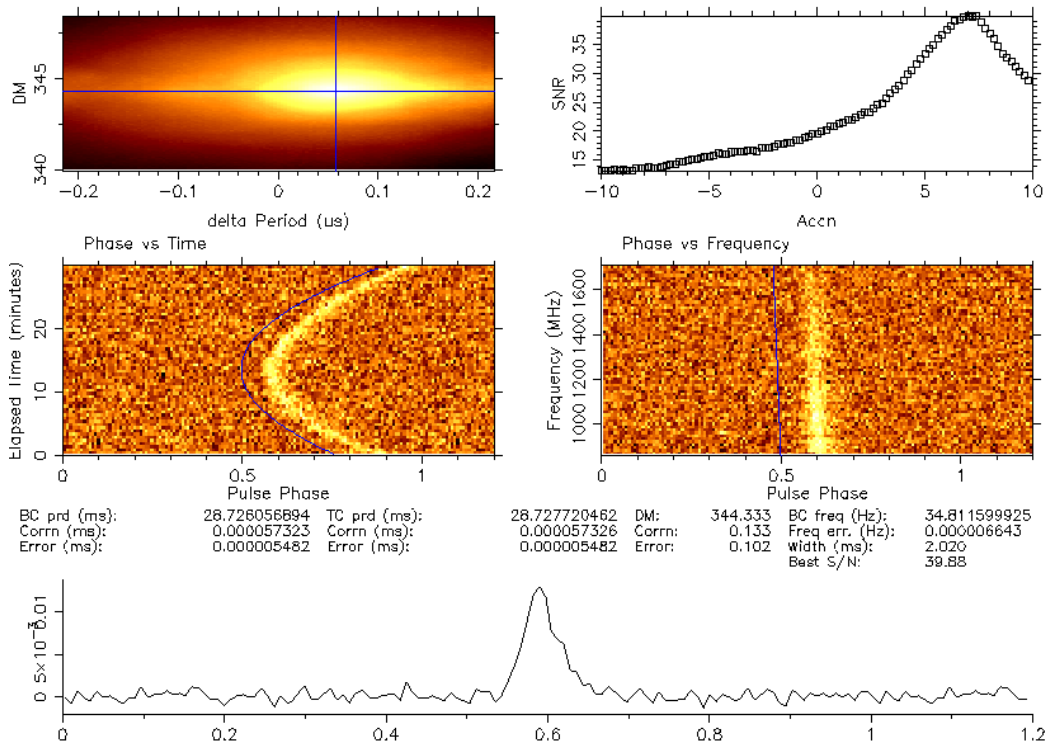 DM
345
340
-0.2 -0.1 0 0.1 0.2
delta Period (us)
SNR
35
30
25
20
15
-10 -5 0 5 10
Accn
Phase vs Time
Elapsed Time (minutes)
20
10
0
0 0.5 1
Pulse Phase
Phase vs Frequency
Frequency (MHz)
1600
1400
1200
1000
0 0.5 1
Pulse Phase
BC prd (ms): 28.726056894 TC prd (ms): 28.727720462 DM: 344.333 BC freq (Hz): 34.811599925
Corrn (ms): 0.000057323 Corrn (ms): 0.000057326 Corrn: 0.133 Freq err. (Hz): 0.000006643
Error (ms): 0.000005482 Error (ms): 0.000005482 Error: 0.102 Width (ms): 2.020
Best S/N: 39.88
0.01
5×10⁻³
0
0 0.2 0.4 0.6 0.8 1 1.2